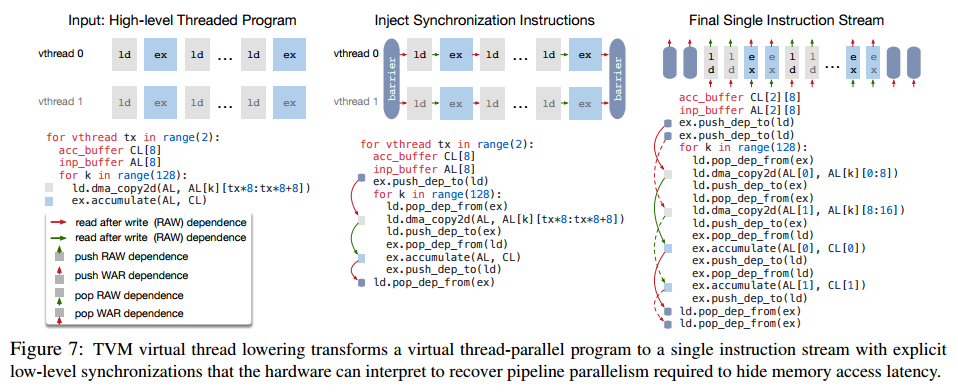 Input: High-level Threaded Program
vthread 0
ld ex ld ... ld ex
vthread 1
ld ex ld ... ld ex
for vthread tx in range(2):
acc_buffer CL[8]
inp_buffer AL[8]
for k in range(128):
ld.dma_copy2d(AL, AL[k][tx*8:tx*8+8])
ex.accumulate(AL, CL)
read after write (RAW) dependence
read after write (RAW) dependence
push RAW dependence
push WAR dependence
pop RAW dependence
pop WAR dependence
Inject Synchronization Instructions
vthread 0
barrier
ld ex ld ... ld ex
barrier
vthread 1
ld ex ld ... ld ex
for vthread tx in range(2):
acc_buffer CL[8]
inp_buffer AL[8]
ex.push_dep_to(ld)
for k in range(128):
ld.pop_dep_from(ex)
ld.dma_copy2d(AL, AL[k][tx*8:tx*8+8])
ld.push_dep_to(ex)
ex.pop_dep_from(ld)
ex.accumulate(AL, CL)
ex.push_dep_to(ld)
ld.pop_dep_from(ex)
Final Single Instruction Stream
ld ld ex ex ld ld ... ex ex
acc_buffer CL[2][8]
inp_buffer AL[2][8]
ex.push_dep_to(ld)
ex.push_dep_to(ld)
for k in range(128):
ld.pop_dep_from(ex)
ld.dma_copy2d(AL[0], AL[k][0:8])
ld.push_dep_to(ex)
ld.pop_dep_from(ex)
ld.dma_copy2d(AL[1], AL[k][8:16])
ld.push_dep_to(ex)
ex.pop_dep_from(ld)
ex.accumulate(AL[0], CL[0])
ex.push_dep_to(ld)
ex.pop_dep_from(ld)
ex.accumulate(AL[1], CL[1])
ex.push_dep_to(ld)
ld.pop_dep_from(ex)
ld.pop_dep_from(ex)
Figure 7: TVM virtual thread lowering transforms a virtual thread-parallel program to a single instruction stream with explicit
low-level synchronizations that the hardware can interpret to recover pipeline parallelism required to hide memory access latency.